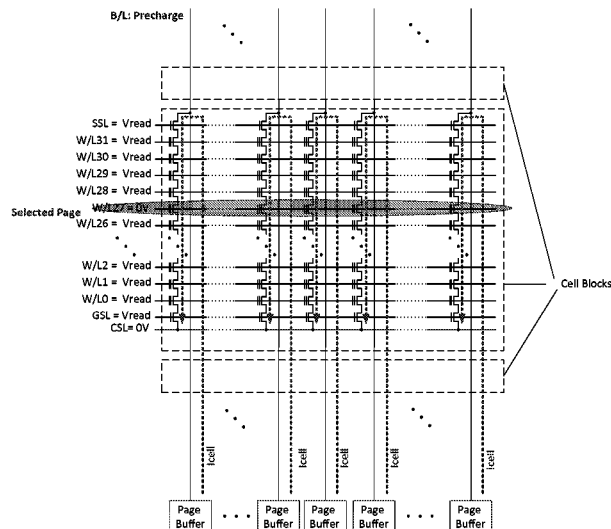 B/L: Precharge
SSL = Vread
W/L31 = Vread
W/L30 = Vread
W/L29 = Vread
W/L28 = Vread
Selected Page
W/L27 = 0V
W/L26 = Vread
W/L2 = Vread
W/L1 = Vread
W/L0 = Vread
GSL = Vread
CSL= 0V
Cell Blocks
Icell
Icell
Icell
Icell
Icell
Page
Buffer
Page
Buffer
Page
Buffer
Page
Buffer
Page
Buffer